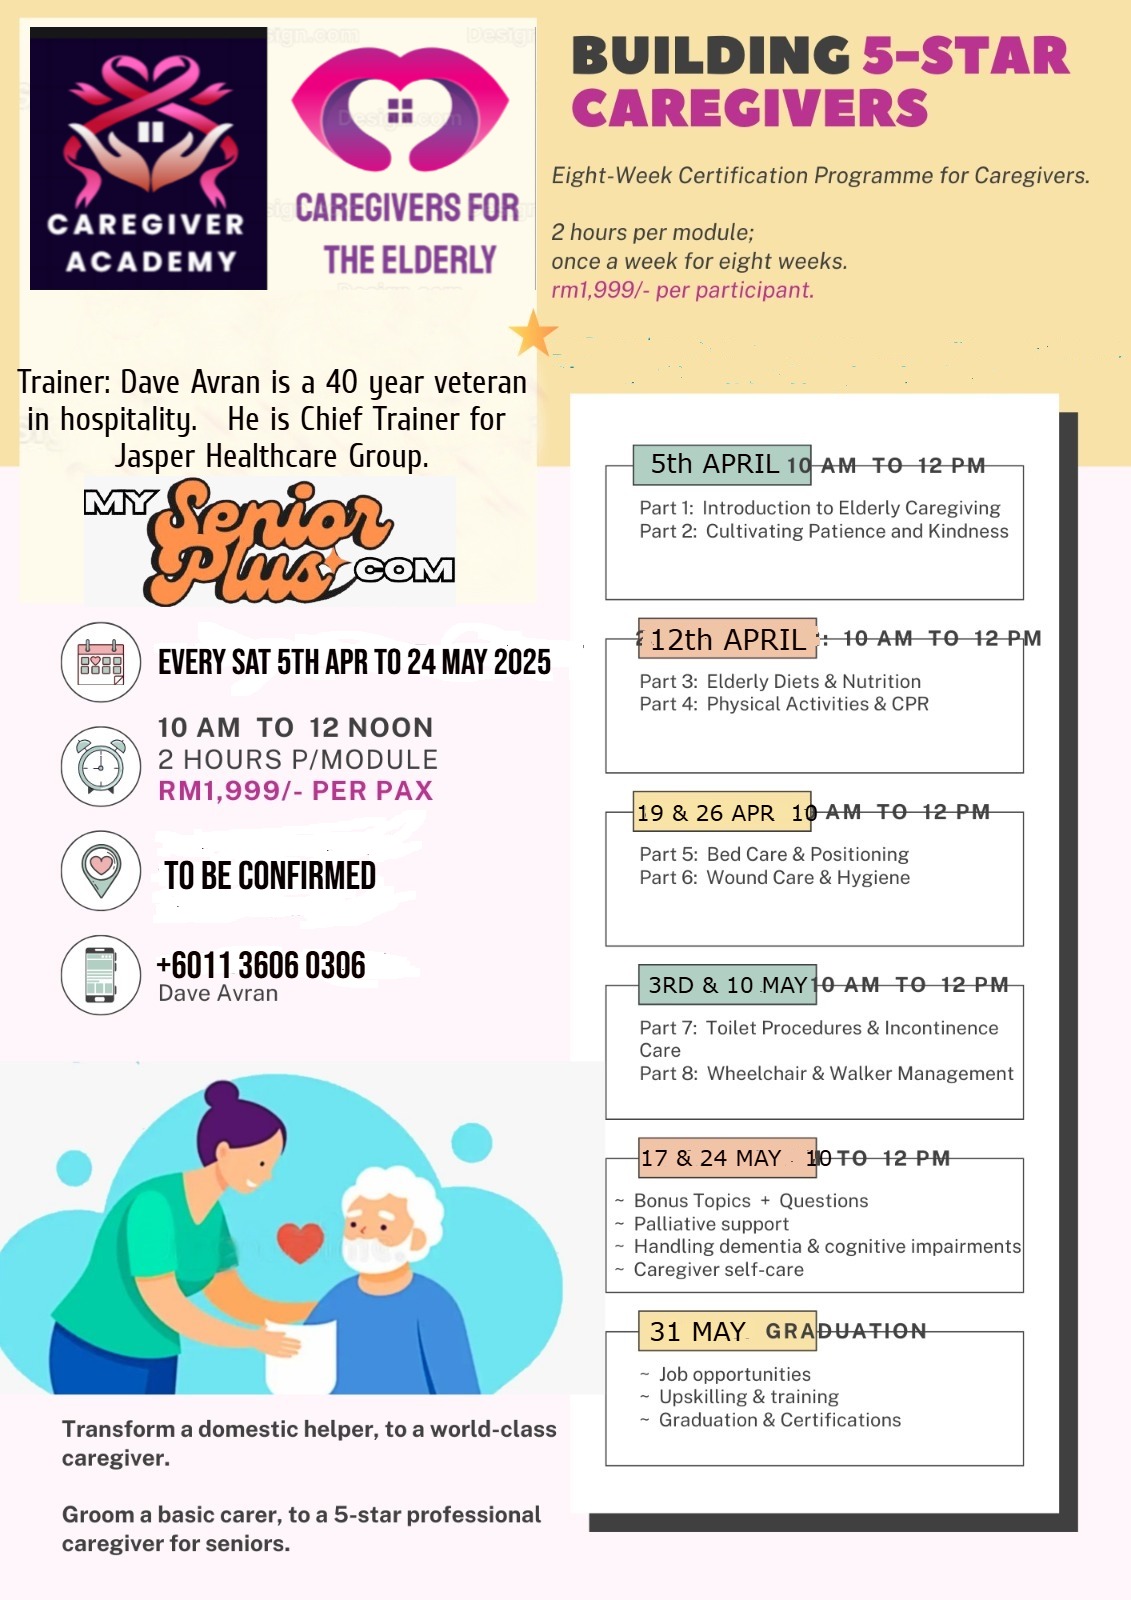 CAREGIVER
ACADEMY
CAREGIVERS FOR
THE ELDERLY
BUILDING 5-STAR
CAREGIVERS
Eight-Week Certification Programme for Caregivers.
2 hours per module;
once a week for eight weeks.
rm1,999/- per participant.
Trainer: Dave Avran is a 40 year veteran
in hospitality. He is Chief Trainer for
Jasper Healthcare Group.
MY Senior
Plus COM
EVERY SAT 5TH APR TO 24 MAY 2025
10 AM TO 12 NOON
2 HOURS P/MODULE
RM1,999/- PER PAX
TO BE CONFIRMED
+6011 3606 0306
Dave Avran
Transform a domestic helper, to a world-class
caregiver.
Groom a basic carer, to a 5-star professional
caregiver for seniors.
5th APRIL 10 AM TO 12 PM
Part 1: Introduction to Elderly Caregiving
Part 2: Cultivating Patience and Kindness
12th APRIL : 10 AM TO 12 PM
Part 3: Elderly Diets & Nutrition
Part 4: Physical Activities & CPR
19 & 26 APR 10 AM TO 12 PM
Part 5: Bed Care & Positioning
Part 6: Wound Care & Hygiene
3RD & 10 MAY 10 AM TO 12 PM
Part 7: Toilet Procedures & Incontinence
Care
Part 8: Wheelchair & Walker Management
17 & 24 MAY 10 TO 12 PM
~ Bonus Topics + Questions
~ Palliative support
~ Handling dementia & cognitive impairments
~ Caregiver self-care
31 MAY GRADUATION
~ Job opportunities
~ Upskilling & training
~ Graduation & Certifications